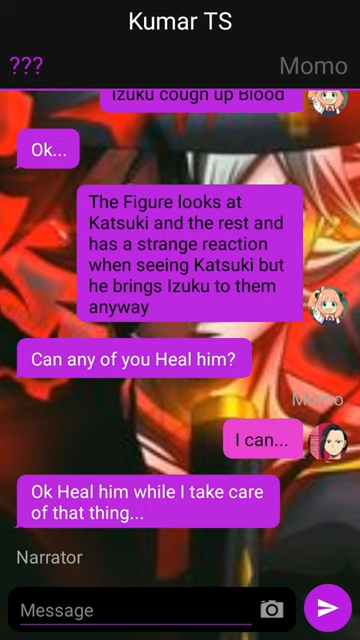 Kumar TS
???
Momo
Izuku cough up Blood
Ok...
The Figure looks at
Katsuki and the rest and
has a strange reaction
when seeing Katsuki but
he brings Izuku to them
anyway
Can any of you Heal him?
Momo
I can...
Ok Heal him while I take care
of that thing...
Narrator
Message